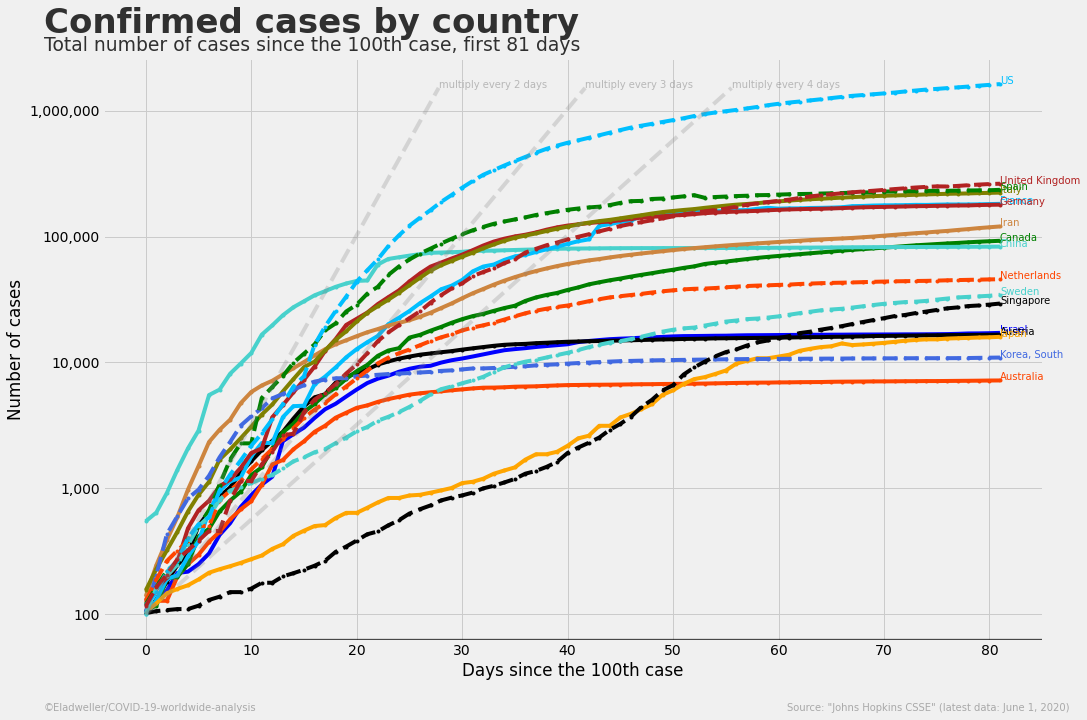 Confirmed cases by country
Total number of cases since the 100th case, first 81 days
multiply every 2 days
multiply every 3 days
multiply every 4 days
US
1,000,000
United Kingdom
Spain
Italy
France
Germany
100,000
Iran
Canada
China
Netherlands
Sweden
Singapore
Israel
Austria
Japan
10,000
Korea, South
Australia
1,000
100
Number of cases
0 10 20 30 40 50 60 70 80
Days since the 100th case
©Eladweller/COVID-19-worldwide-analysis
Source: "Johns Hopkins CSSE" (latest data: June 1, 2020)